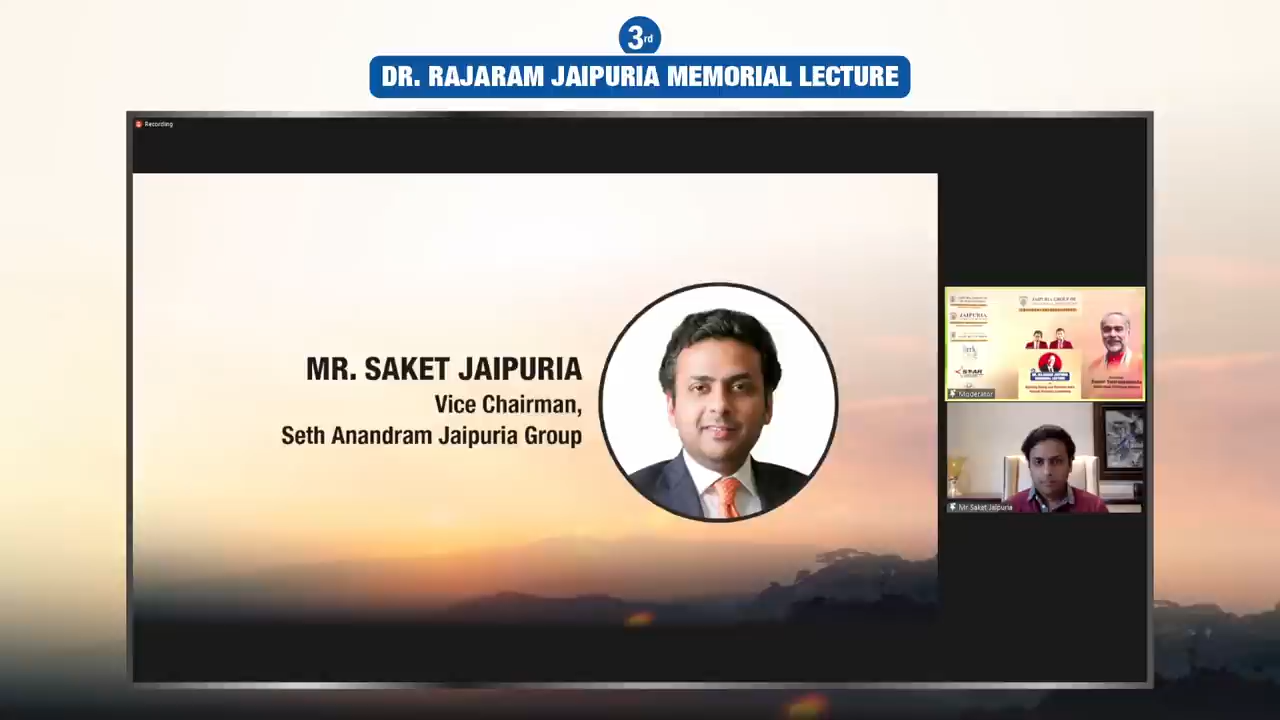 3rd
DR. RAJARAM JAIPURIA MEMORIAL LECTURE
Recording
MR. SAKET JAIPURIA
Vice Chairman,
Seth Anandram Jaipuria Group
JAIPURIA
Moderator
Mr Saket Jaipuria